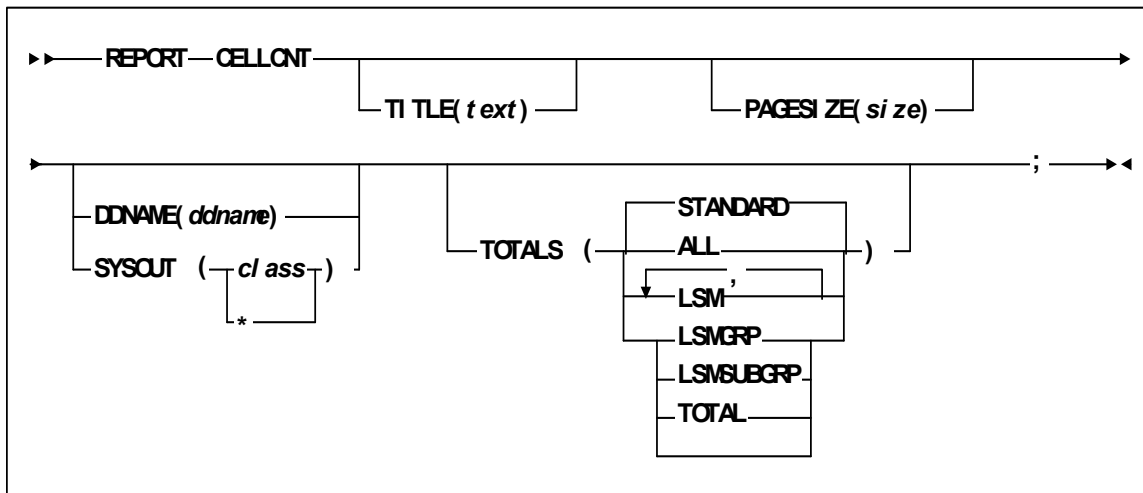 REPORT CELLCNT
TITLE(text) PAGESIZE(size)
;
DDNAME(ddname) STANDARD
SYSOUT (class) TOTALS ( ALL )
,
* LSM
LSMGRP
LSMSUBGRP
TOTAL